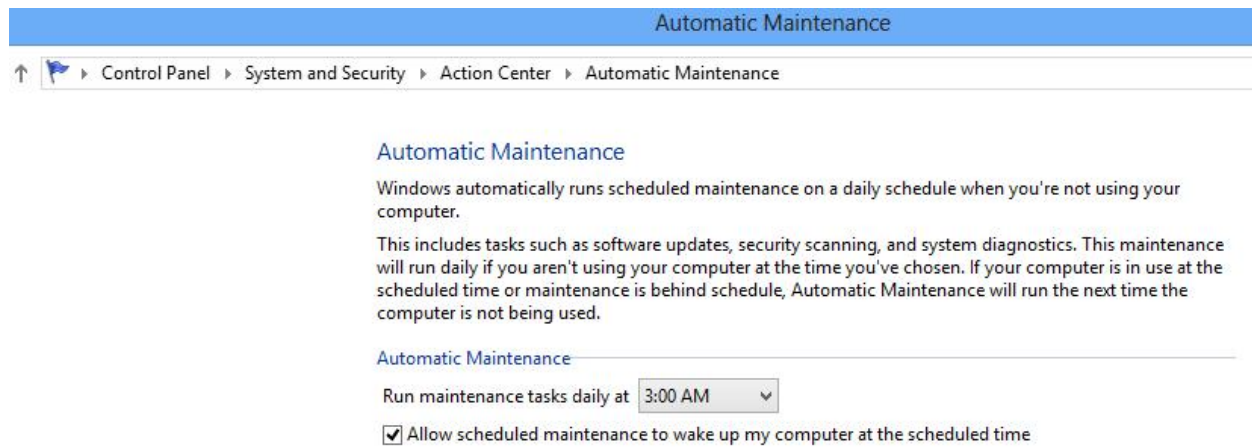 Automatic Maintenance
Control Panel System and Security Action Center Automatic Maintenance
Automatic Maintenance
Windows automatically runs scheduled maintenance on a daily schedule when you're not using your
computer.
This includes tasks such as software updates, security scanning, and system diagnostics. This maintenance
will run daily if you aren't using your computer at the time you've chosen. If your computer is in use at the
scheduled time or maintenance is behind schedule, Automatic Maintenance will run the next time the
computer is not being used.
Automatic Maintenance
Run maintenance tasks daily at 3:00 AM
Allow scheduled maintenance to wake up my computer at the scheduled time